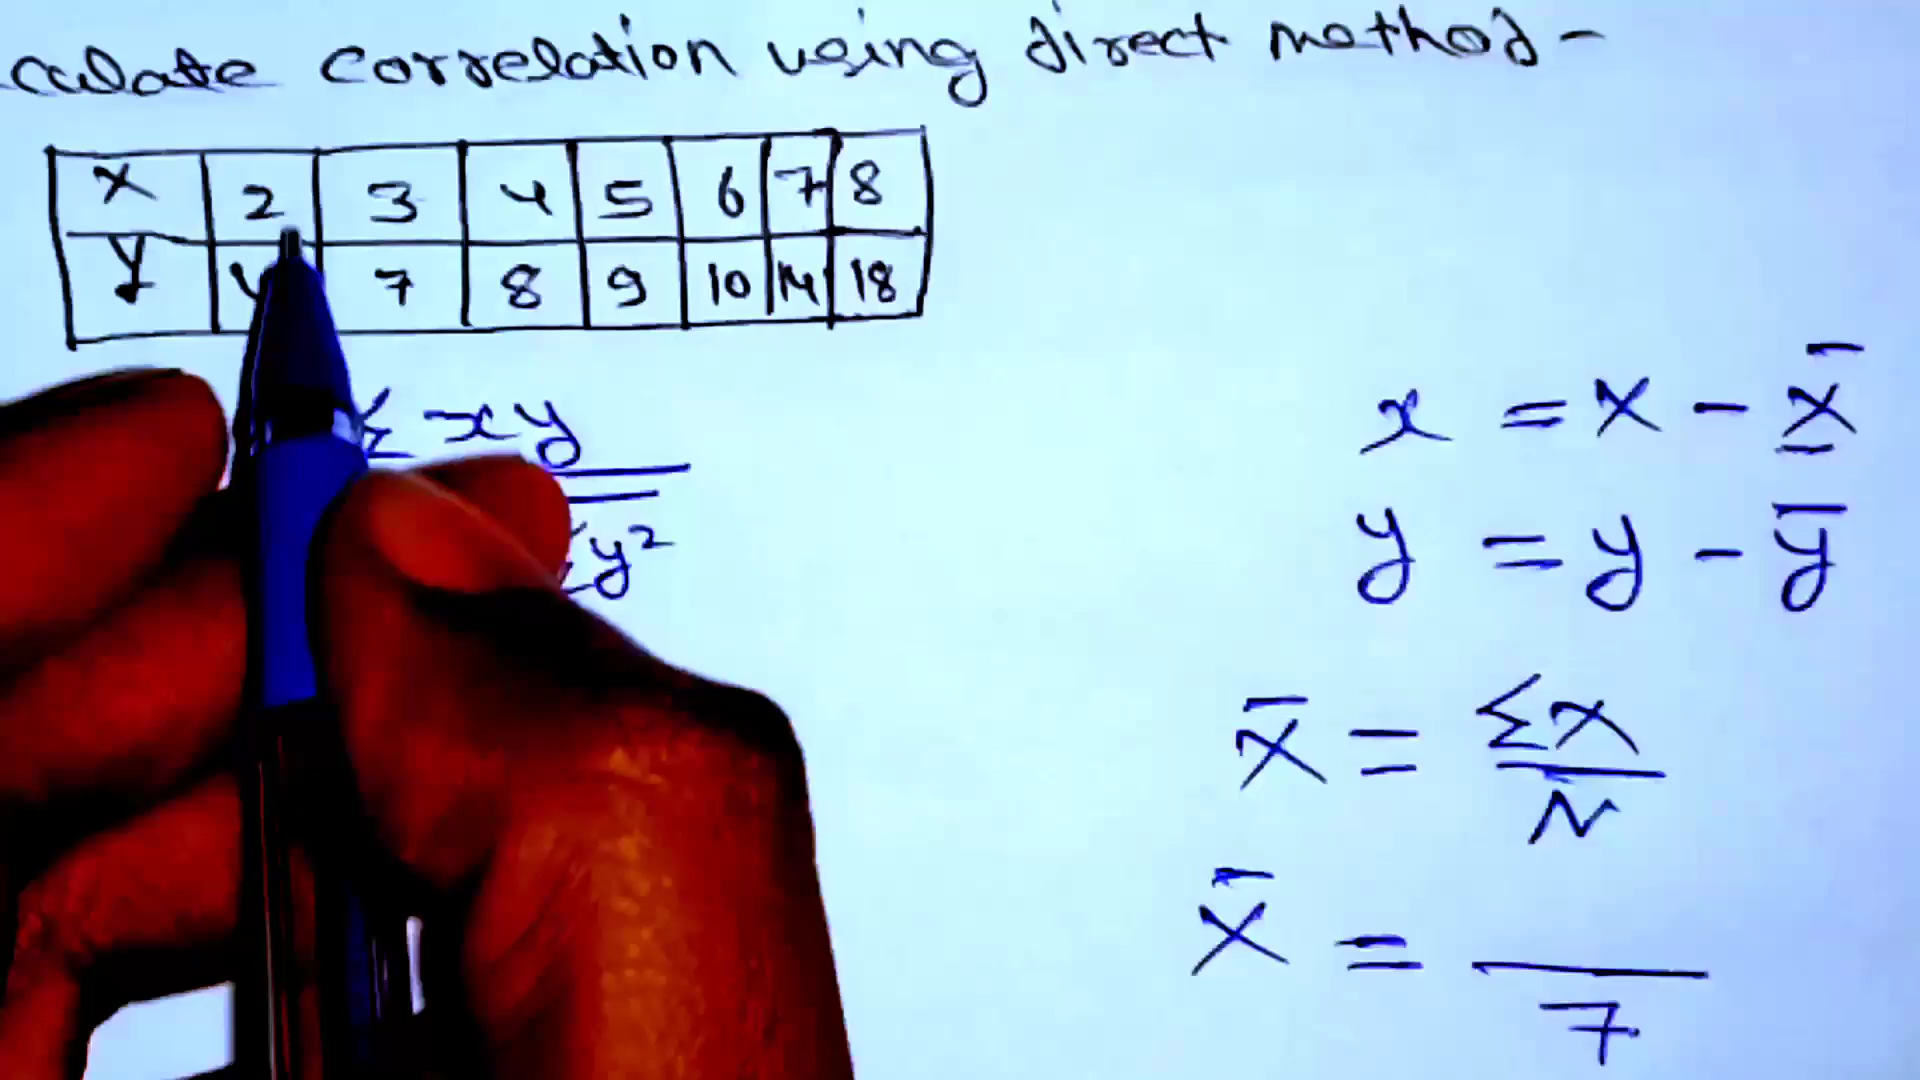 culate correlation using direct method -
X 2 3 4 5 6 7 8
y 7 8 9 10 14 18
Σxy
y²
x = X - X̄
y = y - ȳ
X̄ = ΣX / N
X̄ = / 7